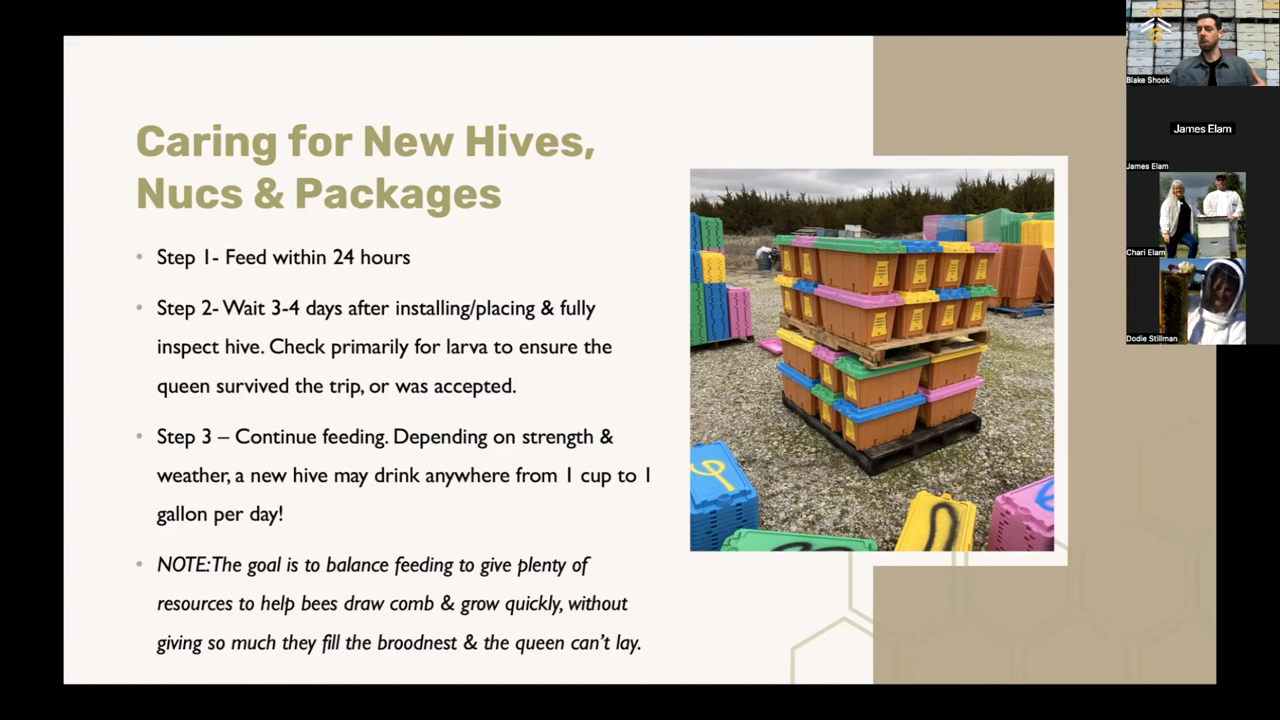 Caring for New Hives,
Nucs & Packages
• Step 1- Feed within 24 hours
• Step 2- Wait 3-4 days after installing/placing & fully
inspect hive. Check primarily for larva to ensure the
queen survived the trip, or was accepted.
• Step 3 – Continue feeding. Depending on strength &
weather, a new hive may drink anywhere from 1 cup to 1
gallon per day!
• NOTE: The goal is to balance feeding to give plenty of
resources to help bees draw comb & grow quickly, without
giving so much they fill the broodnest & the queen can't lay.
Blake Shook
James Elam
James Elam
Chari Elam
Dodie Stillman